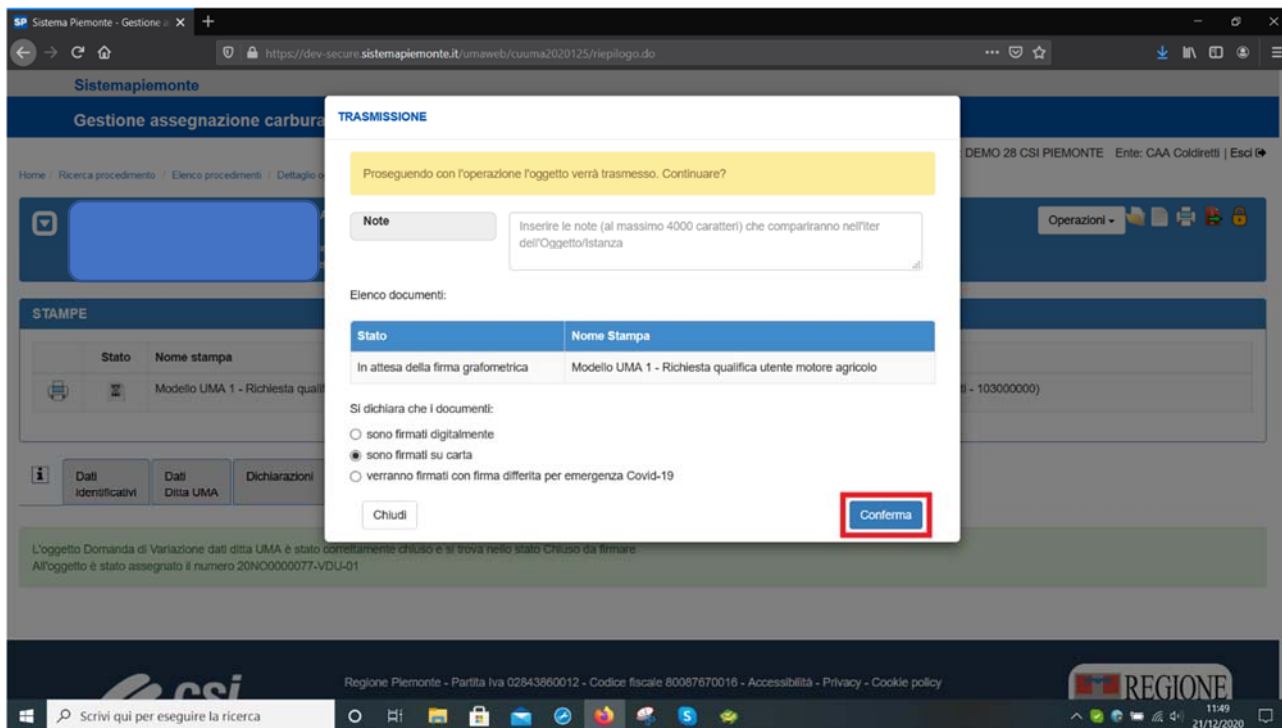 SP Sistema Piemonte - Gestione a
https://dev-secure.sistemapiemonte.it/umaweb/cuuma2020125/riepilogo.do
Sistemapiemonte
Gestione assegnazione carbura
DEMO 28 CSI PIEMONTE Ente: CAA Coldiretti | Esci
Home / Ricerca procedimento / Elenco procedimenti / Dettaglio o
Operazioni
TRASMISSIONE
Proseguendo con l'operazione l'oggetto verrà trasmesso. Continuare?
Note
Inserire le note (al massimo 4000 caratteri) che compariranno nell'iter
dell'Oggetto/Istanza
Elenco documenti:
Stato Nome Stampa
In attesa della firma grafometrica Modello UMA 1 - Richiesta qualifica utente motore agricolo
Si dichiara che i documenti:
sono firmati digitalmente
sono firmati su carta
verranno firmati con firma differita per emergenza Covid-19
Chiudi Conferma
STAMPE
Stato Nome stampa
Modello UMA 1 - Richiesta qualif
ti - 103000000)
Dati
identificativi
Dati
Ditta UMA
Dichiarazioni
L'oggetto Domanda di Variazione dati ditta UMA è stato correttamente chiuso e si trova nello stato Chiuso da firmare
All'oggetto è stato assegnato il numero 20NO0000077-VDU-01
csi
Regione Piemonte - Partita Iva 02843860012 - Codice fiscale 80087670016 - Accessibilità - Privacy - Cookie policy
REGIONE
Scrivi qui per eseguire la ricerca
11:49
21/12/2020